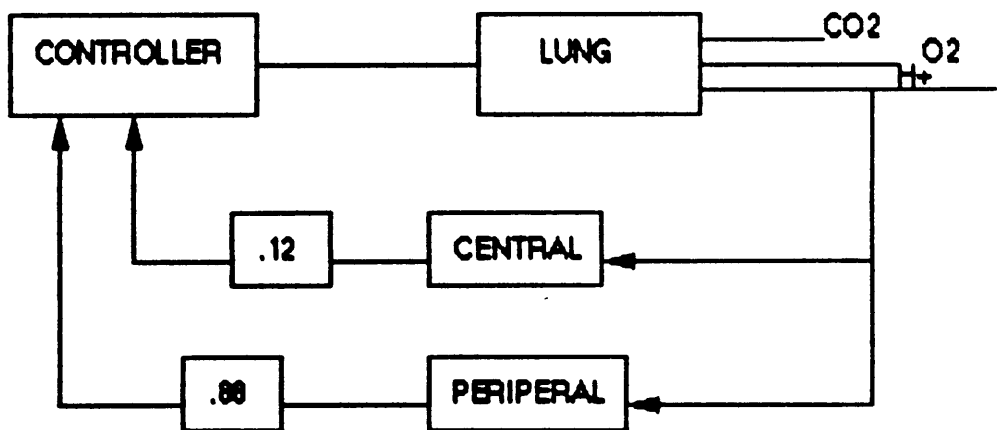 CONTROLLER
LUNG
CO2
O2
H+
.12
CENTRAL
.88
PERIPERAL